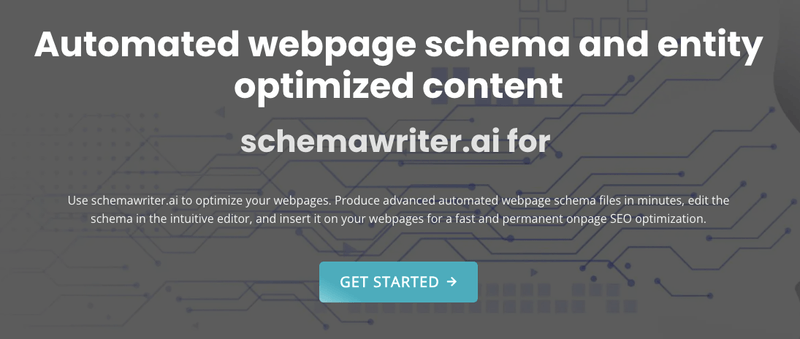 Automated webpage schema and entity
optimized content
schemawriter.ai for
Use schemawriter.ai to optimize your webpages. Produce advanced automated webpage schema files in minutes, edit the
schema in the intuitive editor, and insert it on your webpages for a fast and permanent onpage SEO optimization.
GET STARTED →